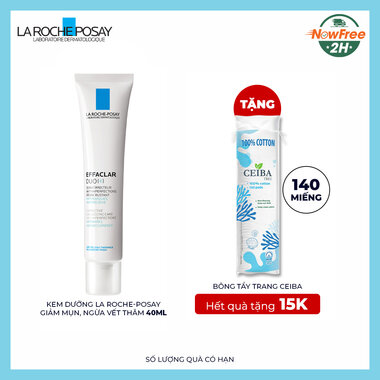 LA ROCHE-POSAY
LABORATOIRE DERMATOLOGIQUE
NowFree
2H
LA ROCHE-POSAY
EFFACLAR
DUO(+)
TẶNG
100% COTTON
CEIBA
140
MIẾNG
KEM DƯỠNG LA ROCHE-POSAY
GIẢM MỤN, NGỪA VẾT THÂM 40ML
BÔNG TẨY TRANG CEIBA
Hết quà tặng 15K
SỐ LƯỢNG QUÀ CÓ HẠN